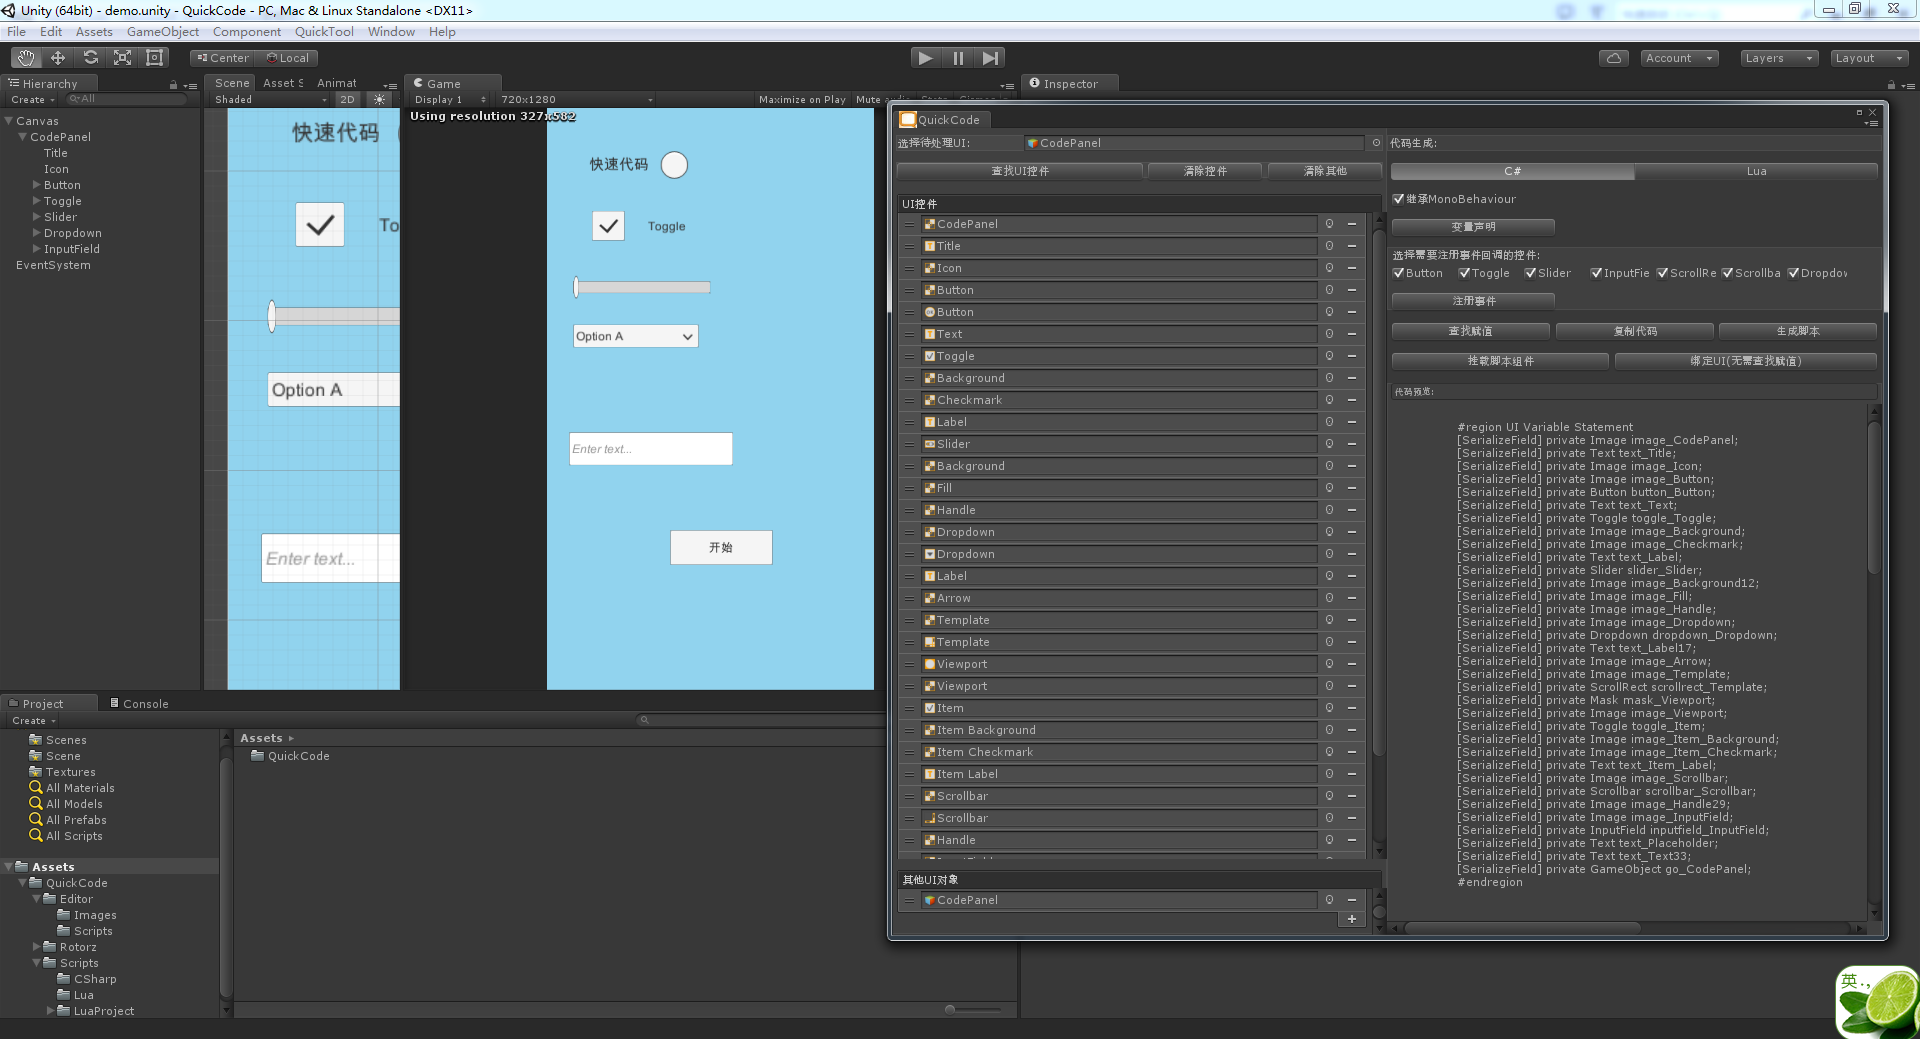 Unity (64bit) - demo.unity - QuickCode - PC, Mac & Linux Standalone <DX11>
File Edit Assets GameObject Component QuickTool Window Help
Center Local
Account Layers Layout
Hierarchy
Create All
Canvas
CodePanel
Title
Icon
Button
Toggle
Slider
Dropdown
InputField
EventSystem
Scene Asset S Animat
Shaded 2D
快速代码
To
Option A
Enter text...
Game
Display 1 720x1280 Maximize on Play
Using resolution 327x582
快速代码
Toggle
Option A
Enter text...
开始
Inspector
QuickCode
选择待处理UI: CodePanel
查找UI控件 清除控件 清除其他
UI控件
CodePanel
Title
Icon
Button
Button
Text
Toggle
Background
Checkmark
Label
Slider
Background
Fill
Handle
Dropdown
Dropdown
Label
Arrow
Template
Template
Viewport
Viewport
Item
Item Background
Item Checkmark
Item Label
Scrollbar
Scrollbar
Handle
其他UI对象
CodePanel
代码生成:
C# Lua
继承MonoBehaviour
变量声明
选择需要注册事件回调的控件:
Button Toggle Slider InputFie ScrollRe Scrollba Dropdov
注册事件
查找赋值 复制代码 生成脚本
挂载脚本组件 绑定UI(无需查找赋值)
代码预览:
#region UI Variable Statement
[SerializeField] private Image image_CodePanel;
[SerializeField] private Text text_Title;
[SerializeField] private Image image_Icon;
[SerializeField] private Image image_Button;
[SerializeField] private Button button_Button;
[SerializeField] private Text text_Text;
[SerializeField] private Toggle toggle_Toggle;
[SerializeField] private Image image_Background;
[SerializeField] private Image image_Checkmark;
[SerializeField] private Text text_Label;
[SerializeField] private Slider slider_Slider;
[SerializeField] private Image image_Background12;
[SerializeField] private Image image_Fill;
[SerializeField] private Image image_Handle;
[SerializeField] private Image image_Dropdown;
[SerializeField] private Dropdown dropdown_Dropdown;
[SerializeField] private Text text_Label17;
[SerializeField] private Image image_Arrow;
[SerializeField] private Image image_Template;
[SerializeField] private ScrollRect scrollrect_Template;
[SerializeField] private Mask mask_Viewport;
[SerializeField] private Image image_Viewport;
[SerializeField] private Toggle toggle_Item;
[SerializeField] private Image image_Item_Background;
[SerializeField] private Image image_Item_Checkmark;
[SerializeField] private Text text_Item_Label;
[SerializeField] private Image image_Scrollbar;
[SerializeField] private Scrollbar scrollbar_Scrollbar;
[SerializeField] private Image image_Handle29;
[SerializeField] private Image image_InputField;
[SerializeField] private InputField inputfield_InputField;
[SerializeField] private Text text_Placeholder;
[SerializeField] private Text text_Text33;
[SerializeField] private GameObject go_CodePanel;
#endregion
Project Console
Create
Scenes
Scene
Textures
All Materials
All Models
All Prefabs
All Scripts
Assets
QuickCode
Editor
Images
Scripts
Rotorz
Scripts
CSharp
Lua
LuaProject
Assets
QuickCode
英